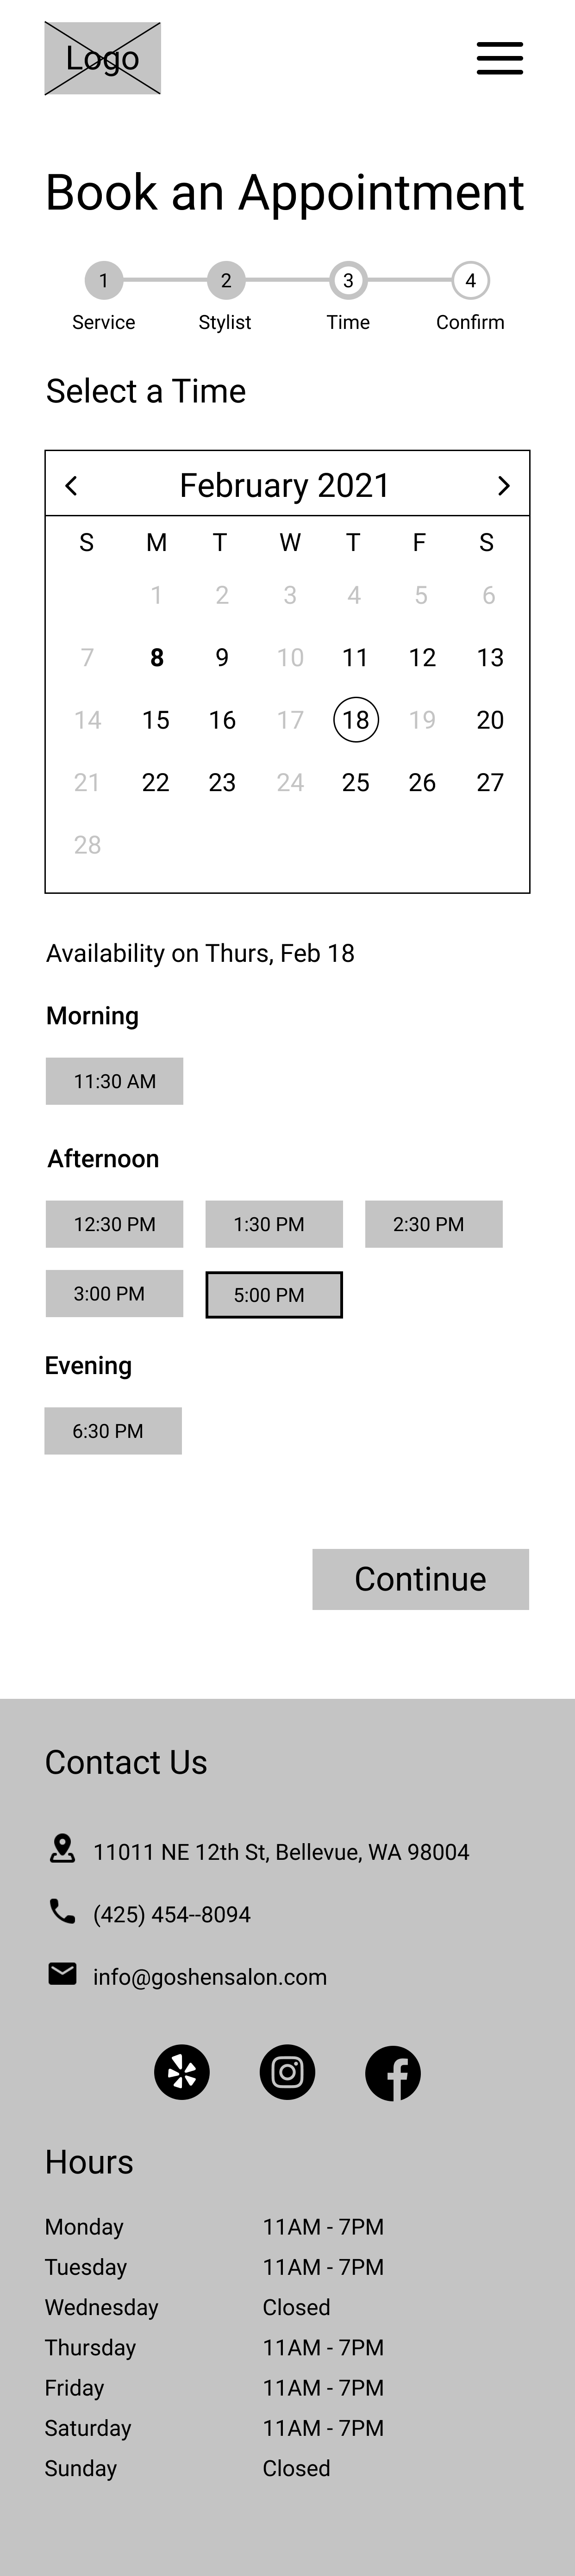 Logo
Book an Appointment
1 2 3 4
Service Stylist Time Confirm
Select a Time
February 2021
S M T W T F S
1 2 3 4 5 6
7 8 9 10 11 12 13
14 15 16 17 18 19 20
21 22 23 24 25 26 27
28
Availability on Thurs, Feb 18
Morning
11:30 AM
Afternoon
12:30 PM 1:30 PM 2:30 PM
3:00 PM 5:00 PM
Evening
6:30 PM
Continue
Contact Us
11011 NE 12th St, Bellevue, WA 98004
(425) 454--8094
info@goshensalon.com
Hours
Monday 11AM - 7PM
Tuesday 11AM - 7PM
Wednesday Closed
Thursday 11AM - 7PM
Friday 11AM - 7PM
Saturday 11AM - 7PM
Sunday Closed